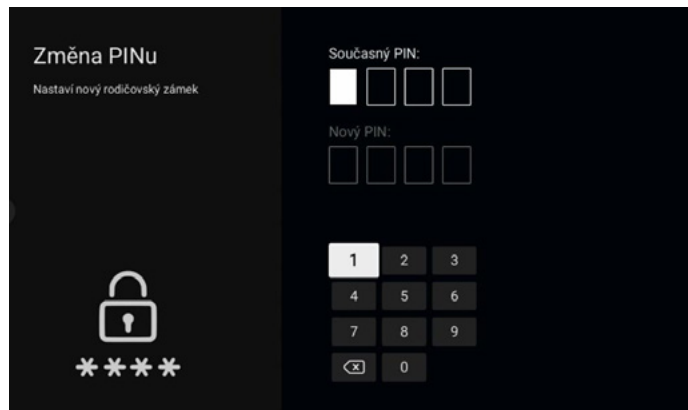 Změna PINu
Nastaví nový rodičovský zámek
Současný PIN:
Nový PIN:
1 2 3
4 5 6
7 8 9
0
****